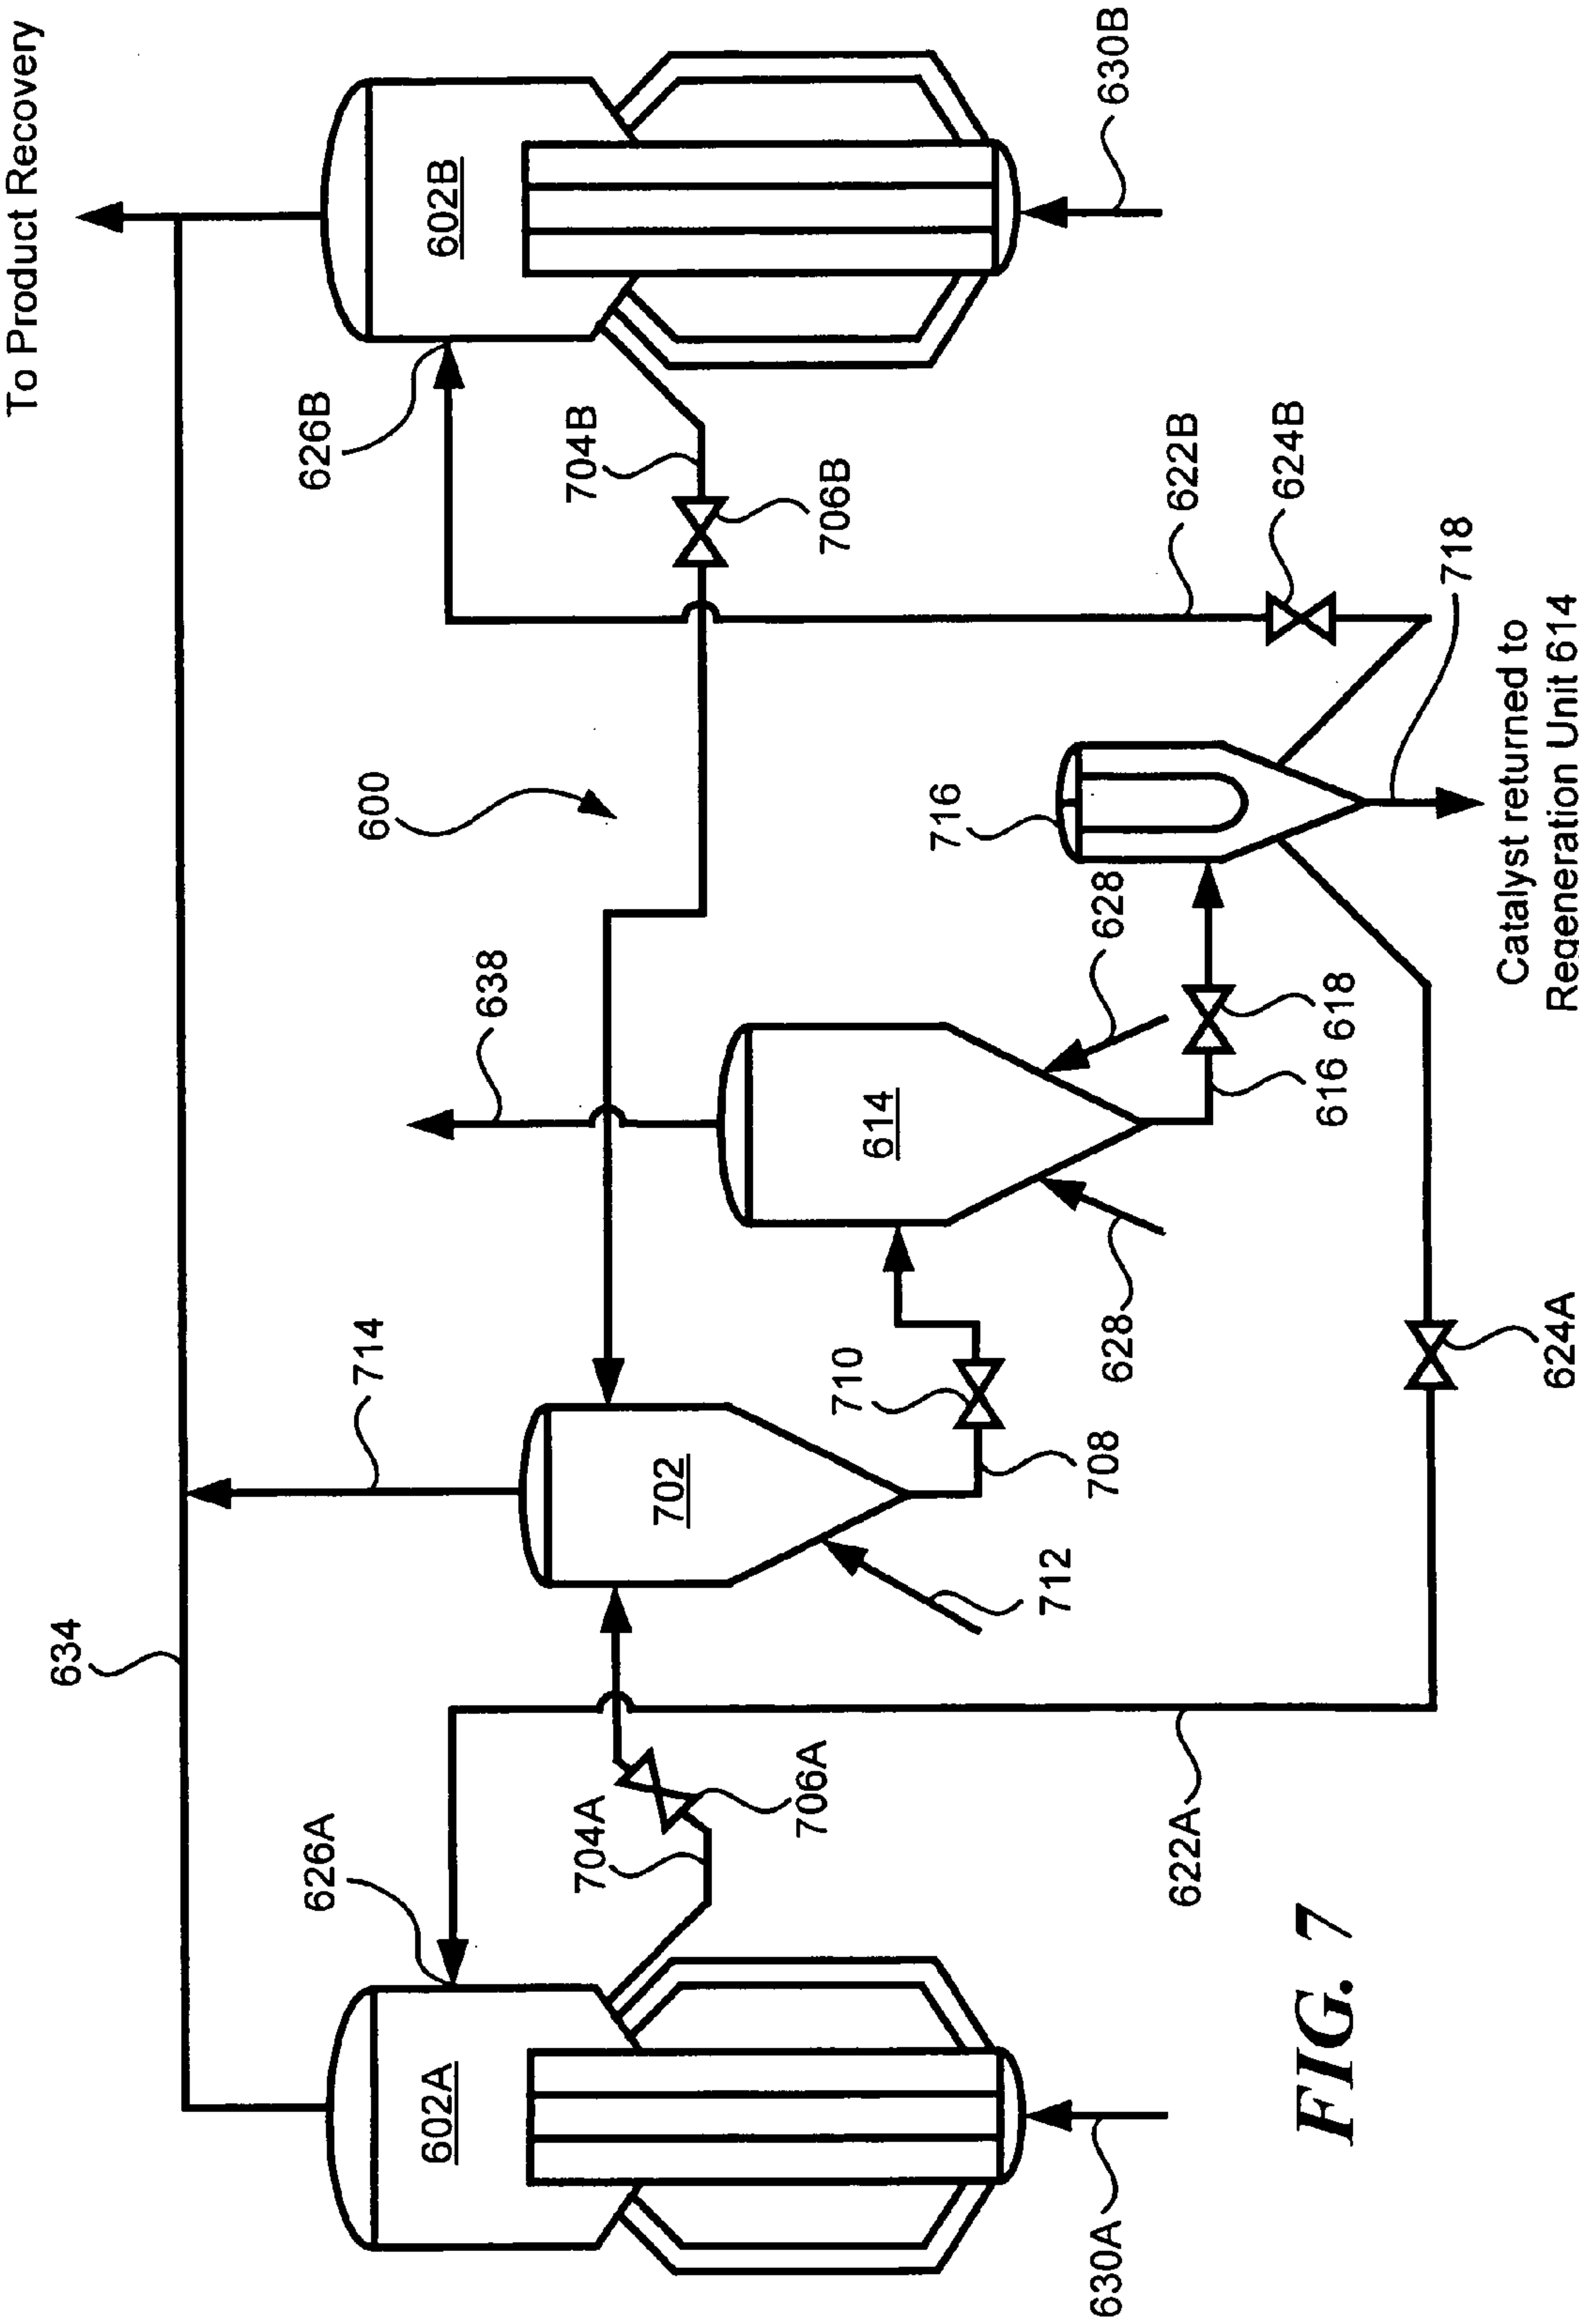 To Product Recovery
634
714
638
600
626A
626B
602A
602B
704A
706A
704B
706B
702
710
708
712
614
628
628
616
618
716
622A
622B
624A
624B
718
Catalyst returned to
Regeneration Unit 614
630A
630B
FIG. 7